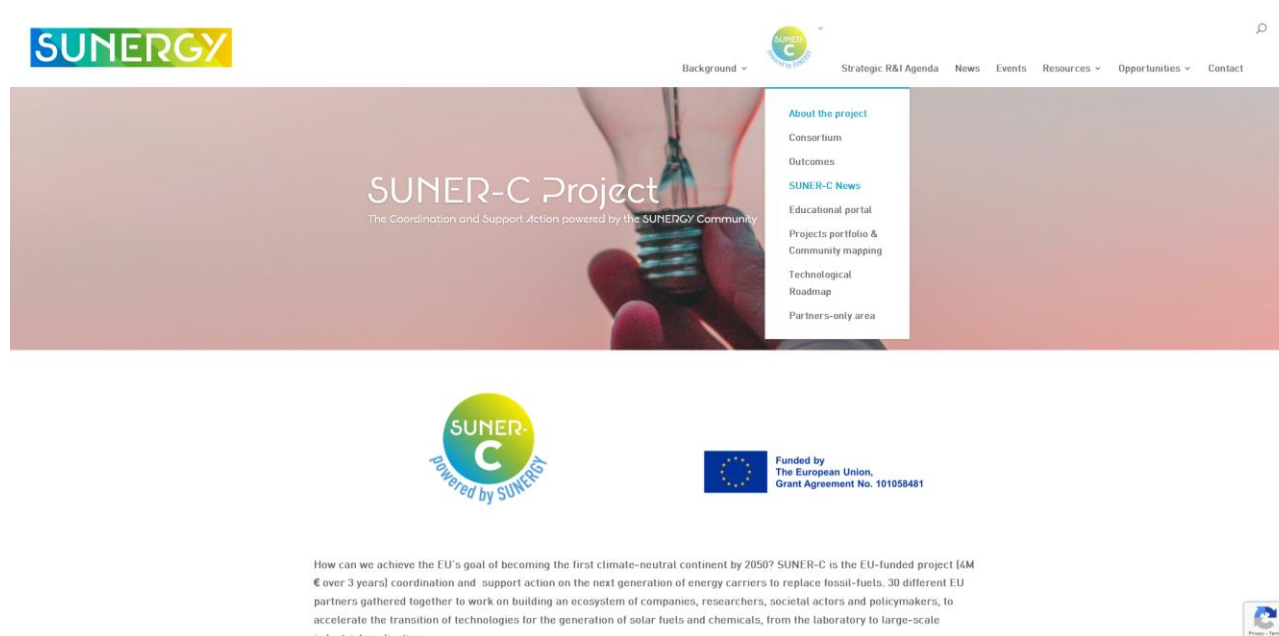 SUNERGY
SUNER-
C
powered by SUNERGY
Background
Strategic R&I Agenda
News
Events
Resources
Opportunities
Contact
About the project
Consortium
Outcomes
SUNER-C News
Educational portal
Projects portfolio &
Community mapping
Technological
Roadmap
Partners-only area
SUNER-C Project
The Coordination and Support Action powered by the SUNERGY Community
SUNER-
C
powered by SUNERGY
Funded by
The European Union,
Grant Agreement No. 101058481
How can we achieve the EU's goal of becoming the first climate-neutral continent by 2050? SUNER-C is the EU-funded project (4M
€ over 3 years) coordination and support action on the next generation of energy carriers to replace fossil-fuels. 30 different EU
partners gathered together to work on building an ecosystem of companies, researchers, societal actors and policymakers, to
accelerate the transition of technologies for the generation of solar fuels and chemicals, from the laboratory to large-scale